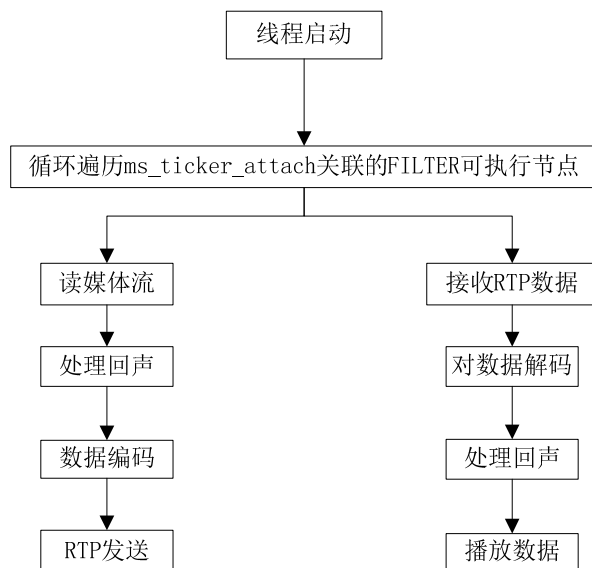 线程启动
循环遍历ms_ticker_attach关联的FILTER可执行节点
读媒体流
接收RTP数据
处理回声
对数据解码
数据编码
处理回声
RTP发送
播放数据